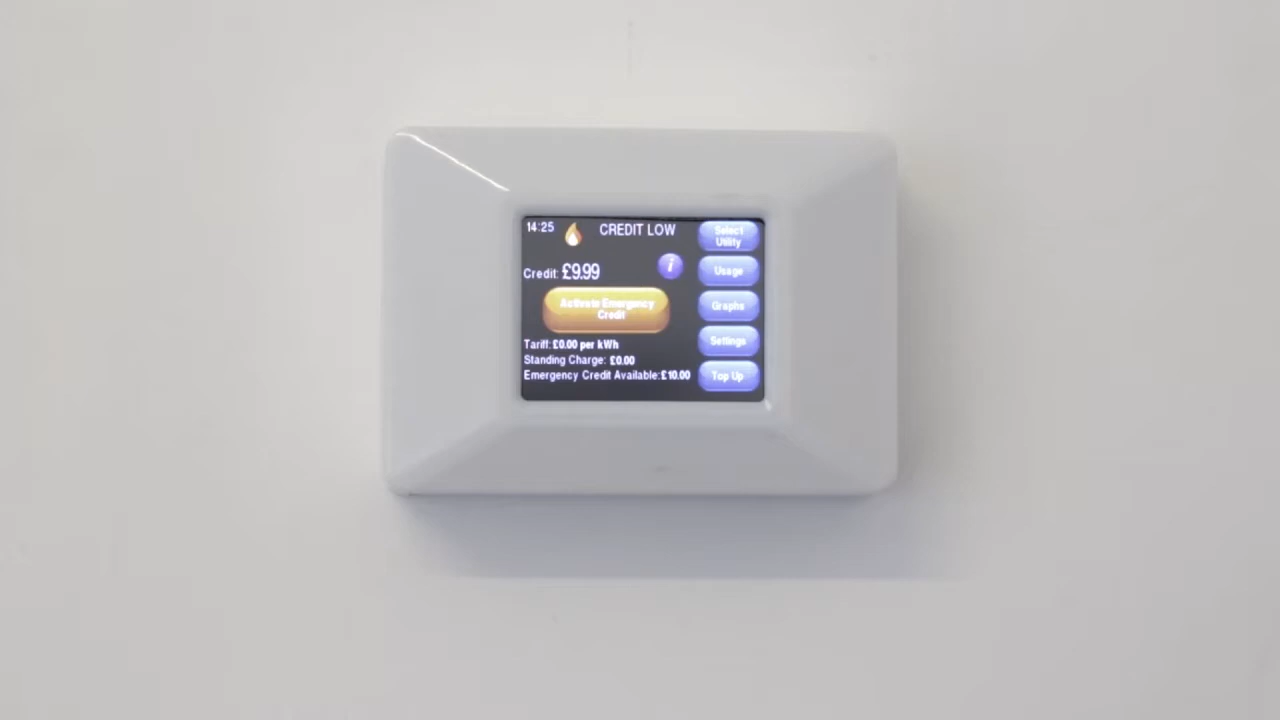 14:25 CREDIT LOW
Credit: £9.99 i
Activate Emergency
Credit
Tariff: £0.00 per kWh
Standing Charge: £0.00
Emergency Credit Available: £10.00
Select
Utility
Usage
Graphs
Settings
Top Up